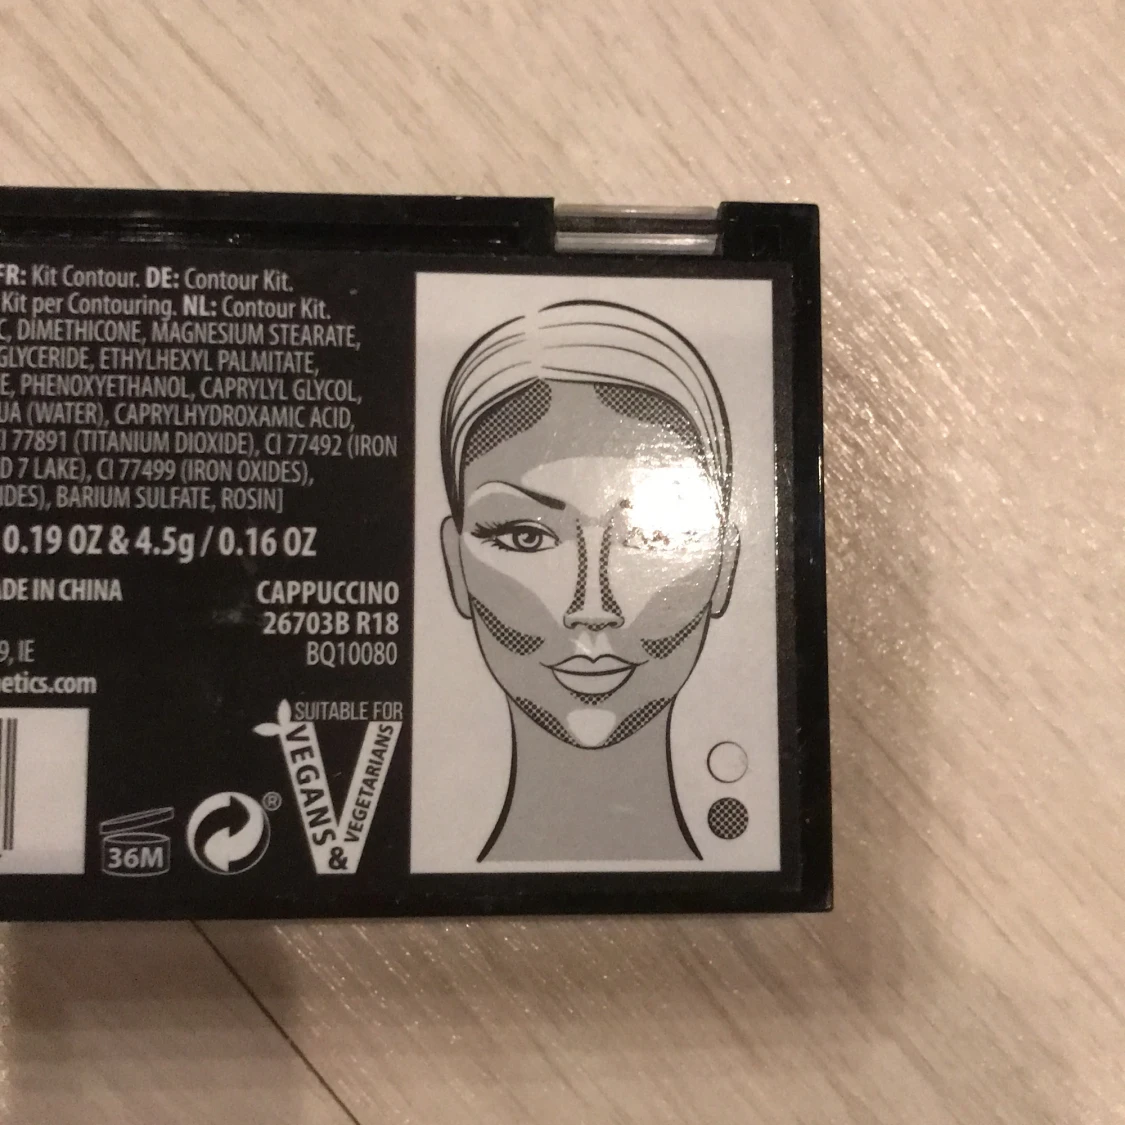 FR: Kit Contour. DE: Contour Kit.
Kit per Contouring. NL: Contour Kit.
C, DIMETHICONE, MAGNESIUM STEARATE,
GLYCERIDE, ETHYLHEXYL PALMITATE,
E, PHENOXYETHANOL, CAPRYLYL GLYCOL,
UA (WATER), CAPRYLHYDROXAMIC ACID,
CI 77891 (TITANIUM DIOXIDE), CI 77492 (IRON
D 7 LAKE), CI 77499 (IRON OXIDES),
IDES), BARIUM SULFATE, ROSIN]
0.19 OZ & 4.5g / 0.16 OZ
ADE IN CHINA
CAPPUCCINO
26703B R18
9, IE
BQ10080
etics.com
SUITABLE FOR
VEGANS
&
VEGETARIANS
36M
®